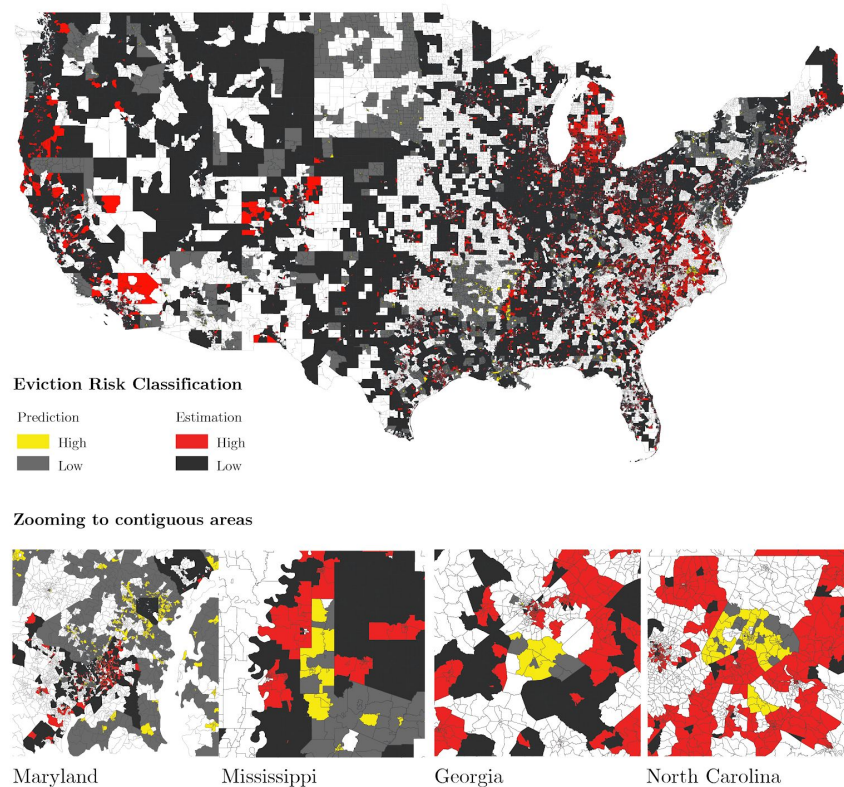 Eviction Risk Classification
Prediction Estimation
High High
Low Low
Zooming to contiguous areas
Maryland Mississippi Georgia North Carolina